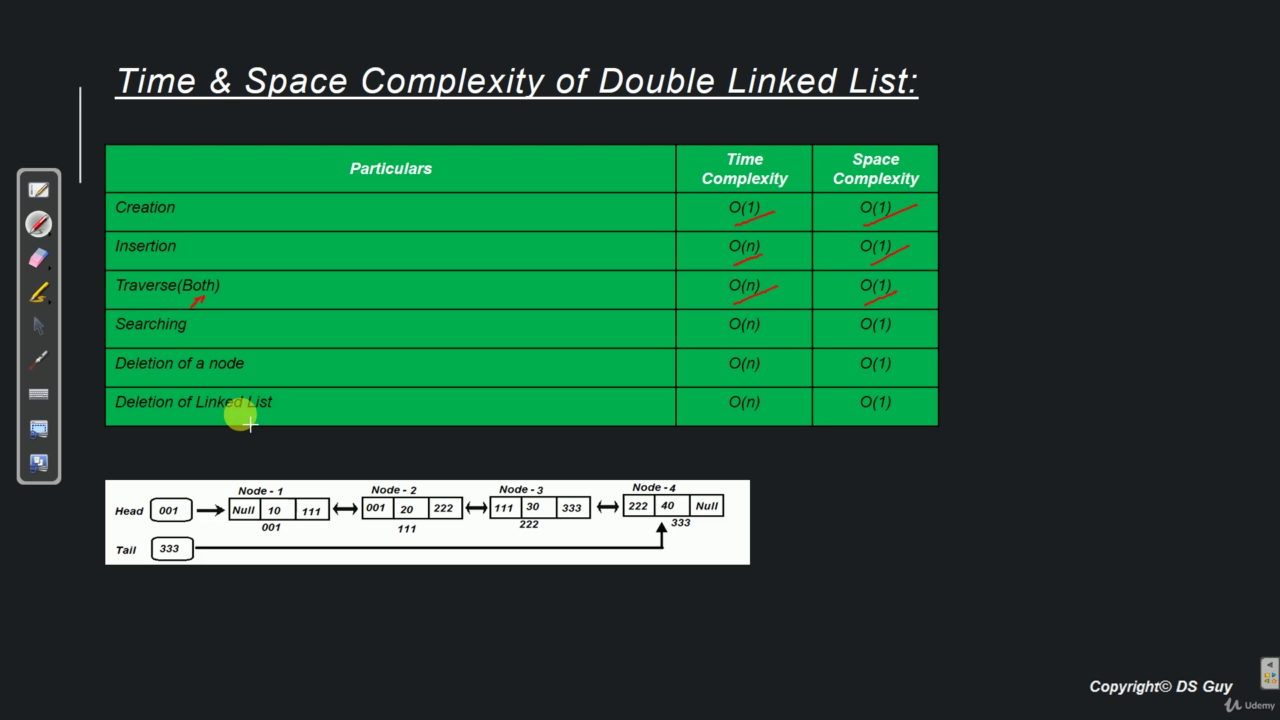 Time & Space Complexity of Double Linked List:
Particulars
Time
Complexity
Space
Complexity
Creation
O(1)
O(1)
Insertion
O(n)
O(1)
Traverse(Both)
O(n)
O(1)
Searching
O(n)
O(1)
Deletion of a node
O(n)
O(1)
Deletion of Linked List
O(n)
O(1)
Node - 1
Node - 2
Node - 3
Node -4
Head
001
Null
10
111
001
20
222
111
30
333
222
40
Null
001
111
222
333
Tail
333
Copyright© DS Guy
Udemy